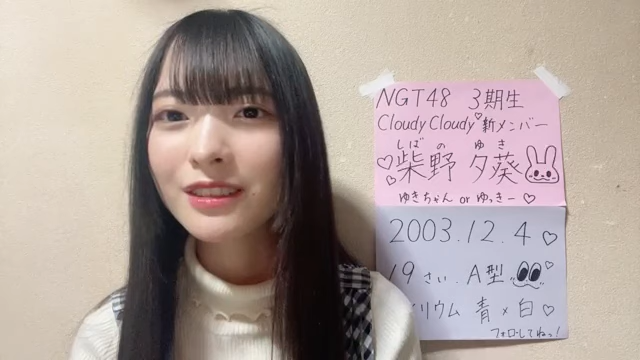 NGT48 3期生
Cloudy Cloudy♡新メンバー
しば の ゆき
♡柴野 夕葵
ゆきちゃん or ゆっきー♡
2003.12.4♡
19さい. A型
リウム 青×白♡
フォローしてねっ!